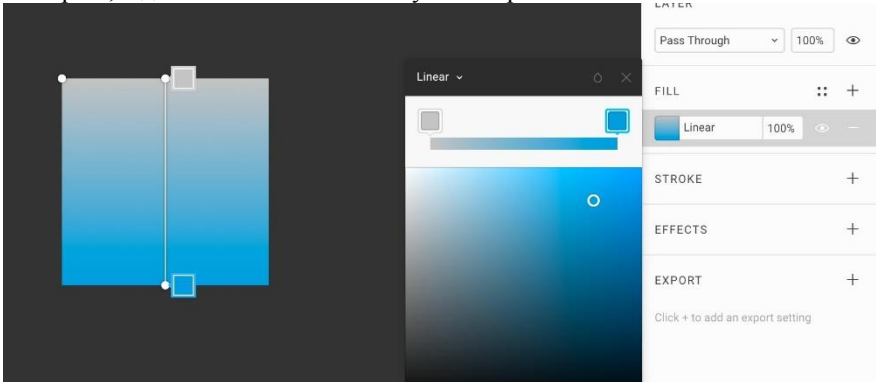 LAYER
Pass Through 100%
Linear
FILL
Linear 100%
STROKE
EFFECTS
EXPORT
Click + to add an export setting